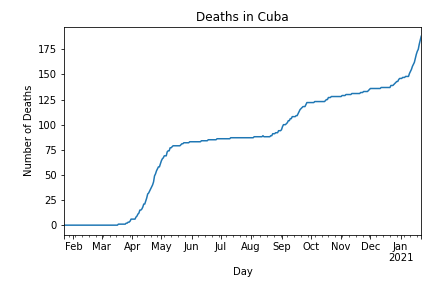 Deaths in Cuba
Number of Deaths
175
150
125
100
75
50
25
0
Feb Mar Apr May Jun Jul Aug Sep Oct Nov Dec Jan
2021
Day